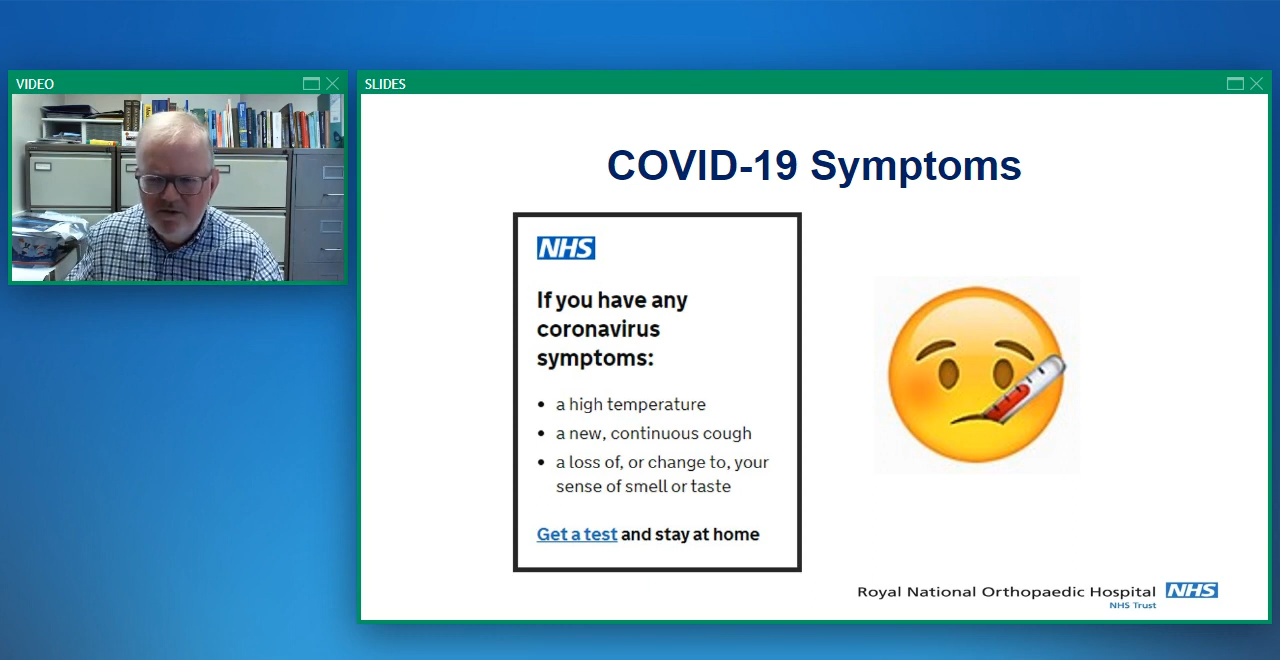 VIDEO
SLIDES
COVID-19 Symptoms
NHS
If you have any
coronavirus
symptoms:
• a high temperature
• a new, continuous cough
• a loss of, or change to, your
sense of smell or taste
Get a test and stay at home
Royal National Orthopaedic Hospital NHS
NHS Trust